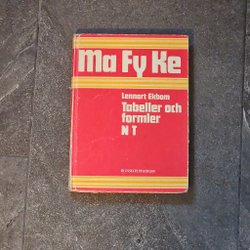 Ma Fy Ke
Lennart Ekbom
Tabeller och
formler
N T